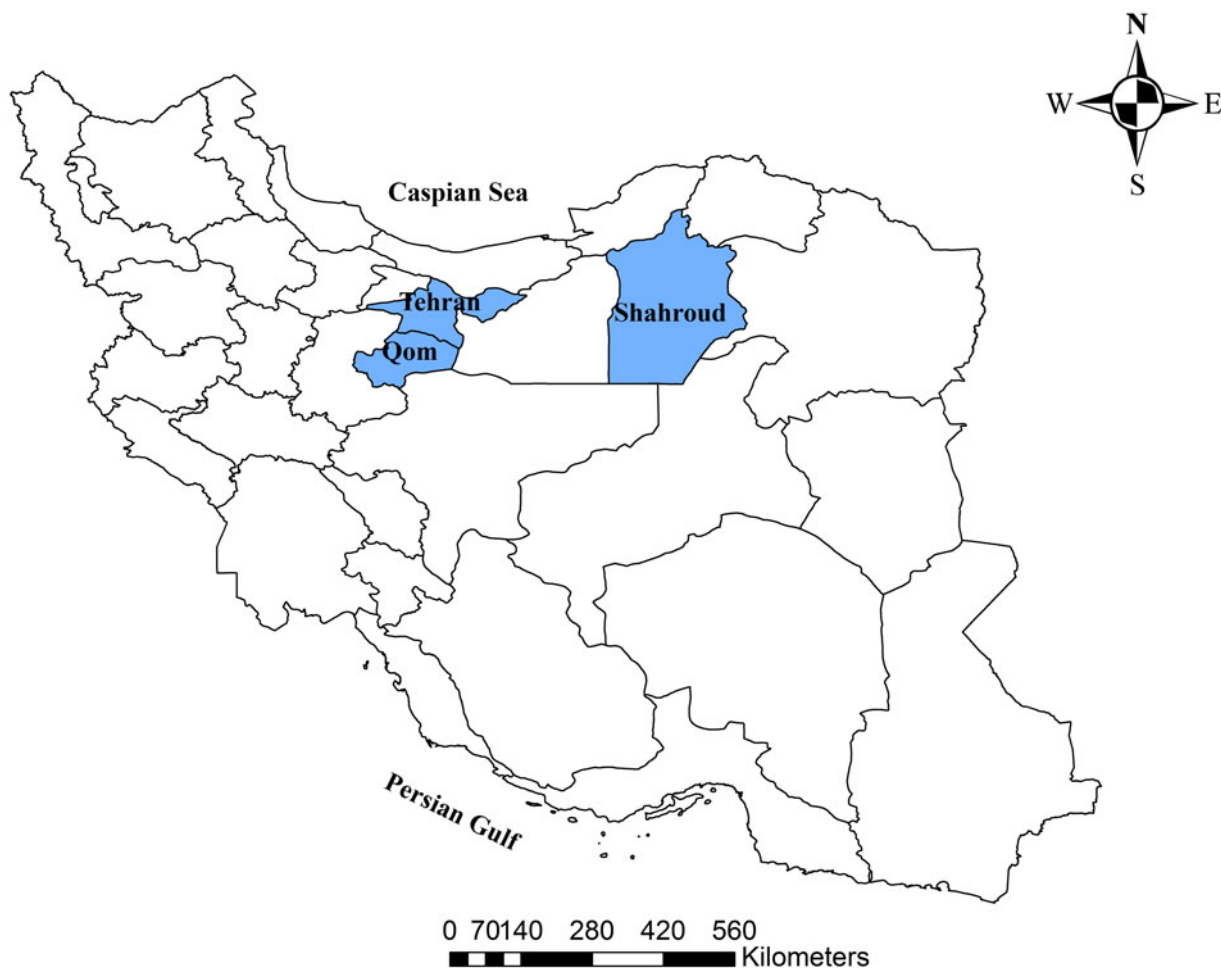 N
W E
S
Caspian Sea
Tehran
Shahroud
Qom
Persian Gulf
0 70140 280 420 560
Kilometers